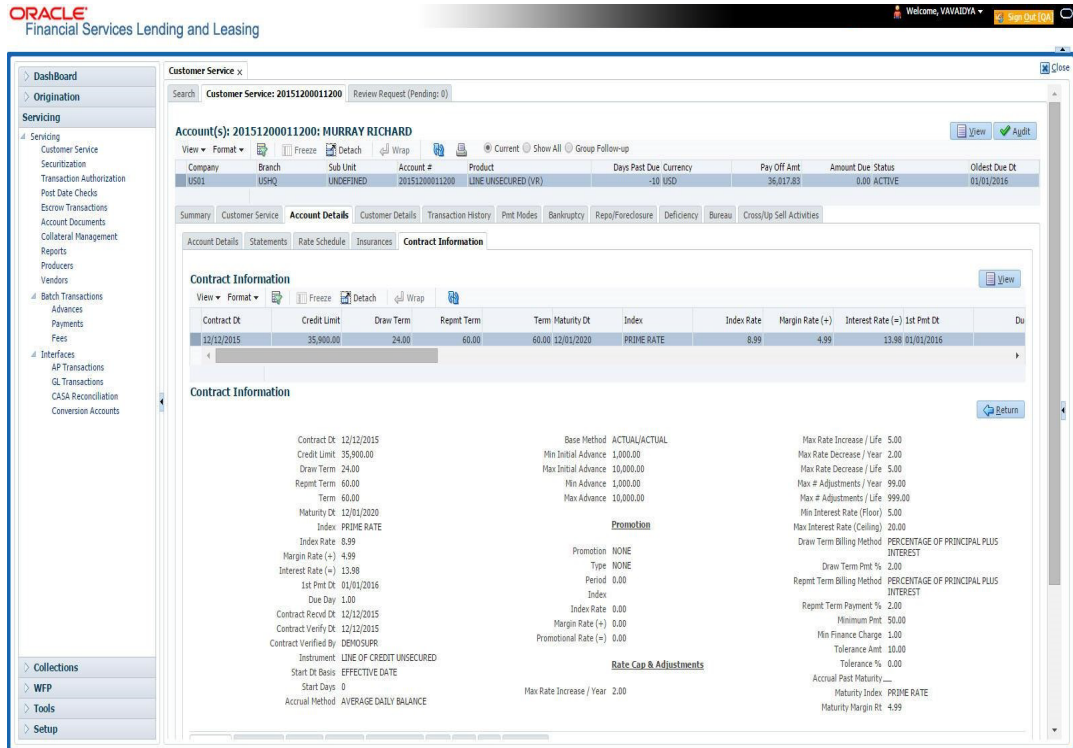 ORACLE
Financial Services Lending and Leasing
Welcome, VAVAIDYA
Sign Out [QA
Close
DashBoard
Origination
Servicing
Servicing
Customer Service
Securitization
Transaction Authorization
Post Date Checks
Escrow Transactions
Account Documents
Collateral Management
Reports
Producers
Vendors
Batch Transactions
Advances
Payments
Fees
Interfaces
AP Transactions
GL Transactions
CASA Reconciliation
Conversion Accounts
Collections
WFP
Tools
Setup
Customer Service x
Search Customer Service: 20151200011200 Review Request (Pending: 0)
Account(s): 20151200011200: MURRAY RICHARD
View Audit
View Format Freeze Detach Wrap Current Show All Group Follow-up
Company Branch Sub Unit Account # Product Days Past Due Currency Pay Off Amt Amount Due Status Oldest Due Dt
US01 USHQ UNDEFINED 20151200011200 LINE UNSECURED (VR) -10 USD 36,017.83 0.00 ACTIVE 01/01/2016
Summary Customer Service Account Details Customer Details Transaction History Pmt Modes Bankruptcy Repo/Foreclosure Deficiency Bureau Cross/Up Sell Activities
Account Details Statements Rate Schedule Insurances Contract Information
Contract Information
View
View Format Freeze Detach Wrap
Contract Dt Credit Limit Draw Term Repmt Term Term Maturity Dt Index Index Rate Margin Rate (+) Interest Rate (=) 1st Pmt Dt Du
12/12/2015 35,900.00 24.00 60.00 60.00 12/01/2020 PRIME RATE 8.99 4.99 13.98 01/01/2016
Contract Information
Return
Contract Dt 12/12/2015
Credit Limit 35,900.00
Draw Term 24.00
Repmt Term 60.00
Term 60.00
Maturity Dt 12/01/2020
Index PRIME RATE
Index Rate 8.99
Margin Rate (+) 4.99
Interest Rate (=) 13.98
1st Pmt Dt 01/01/2016
Due Day 1.00
Contract Recvd Dt 12/12/2015
Contract Verify Dt 12/12/2015
Contract Verified By DEMOSUPR
Instrument LINE OF CREDIT UNSECURED
Start Dt Basis EFFECTIVE DATE
Start Days 0
Accrual Method AVERAGE DAILY BALANCE
Base Method ACTUAL/ACTUAL
Min Initial Advance 1,000.00
Max Initial Advance 10,000.00
Min Advance 1,000.00
Max Advance 10,000.00
Promotion
Promotion NONE
Type NONE
Period 0.00
Index
Index Rate 0.00
Margin Rate (+) 0.00
Promotional Rate (=) 0.00
Rate Cap & Adjustments
Max Rate Increase / Year 2.00
Max Rate Increase / Life 5.00
Max Rate Decrease / Year 2.00
Max Rate Decrease / Life 5.00
Max # Adjustments / Year 99.00
Max # Adjustments / Life 999.00
Min Interest Rate (Floor) 5.00
Max Interest Rate (Ceiling) 20.00
Draw Term Billing Method PERCENTAGE OF PRINCIPAL PLUS
INTEREST
Draw Term Pmt % 2.00
Repmt Term Billing Method PERCENTAGE OF PRINCIPAL PLUS
INTEREST
Repmt Term Payment % 2.00
Minimum Pmt 50.00
Min Finance Charge 1.00
Tolerance Amt 10.00
Tolerance % 0.00
Accrual Past Maturity
Maturity Index PRIME RATE
Maturity Margin Rt 4.99